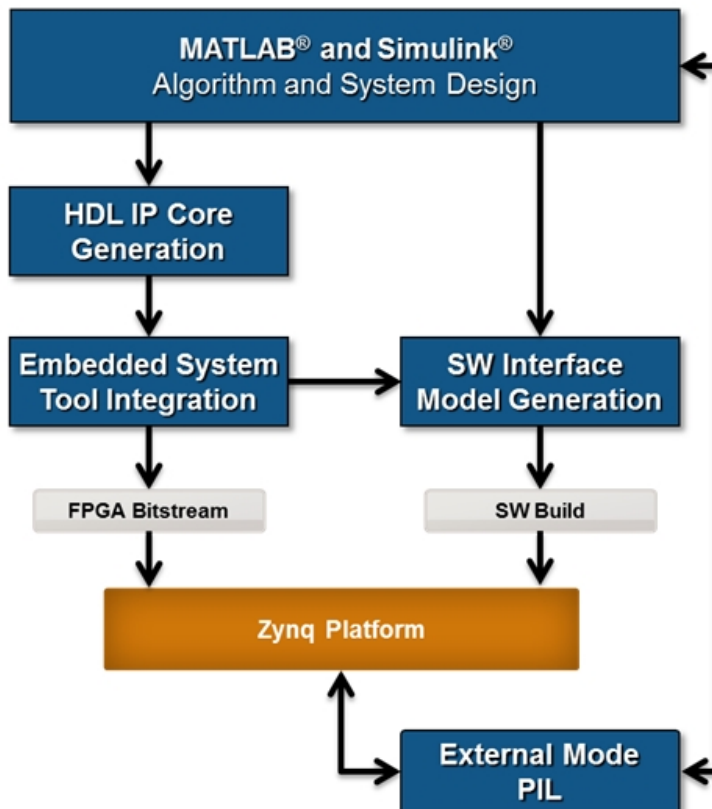 MATLAB® and Simulink®
Algorithm and System Design
HDL IP Core
Generation
Embedded System
Tool Integration
SW Interface
Model Generation
FPGA Bitstream
SW Build
Zynq Platform
External Mode
PIL